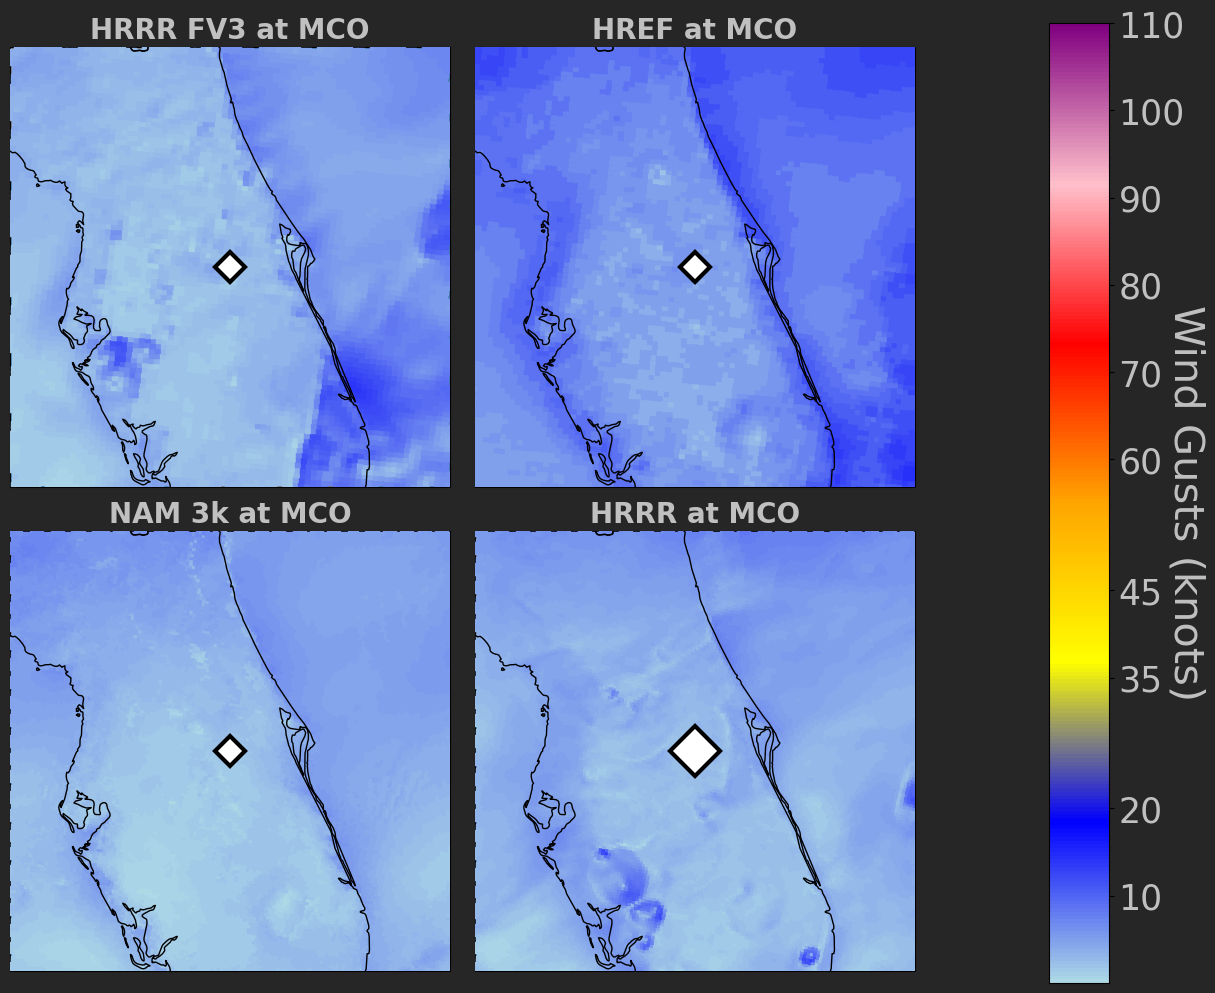 HRRR FV3 at MCO
HREF at MCO
NAM 3k at MCO
HRRR at MCO
110
100
90
80
70
60
45
35
20
10
Wind Gusts (knots)